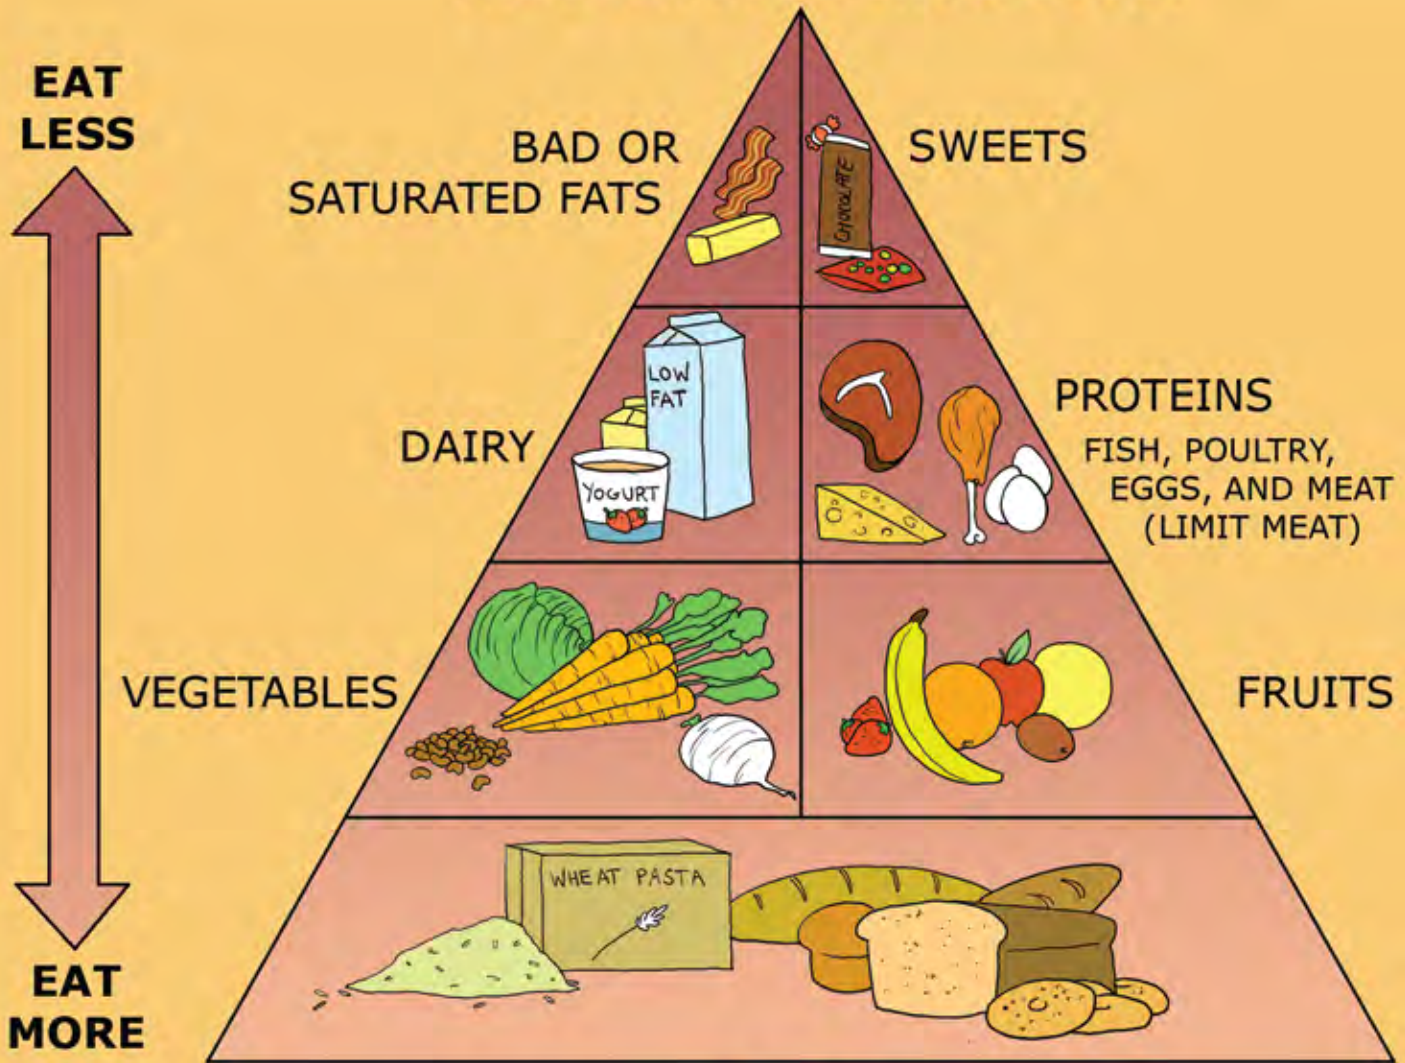 EAT
LESS
BAD OR
SATURATED FATS
SWEETS
CHOCOLATE
LOW
FAT
YOGURT
DAIRY
PROTEINS
FISH, POULTRY,
EGGS, AND MEAT
(LIMIT MEAT)
VEGETABLES
FRUITS
WHEAT PASTA
EAT
MORE